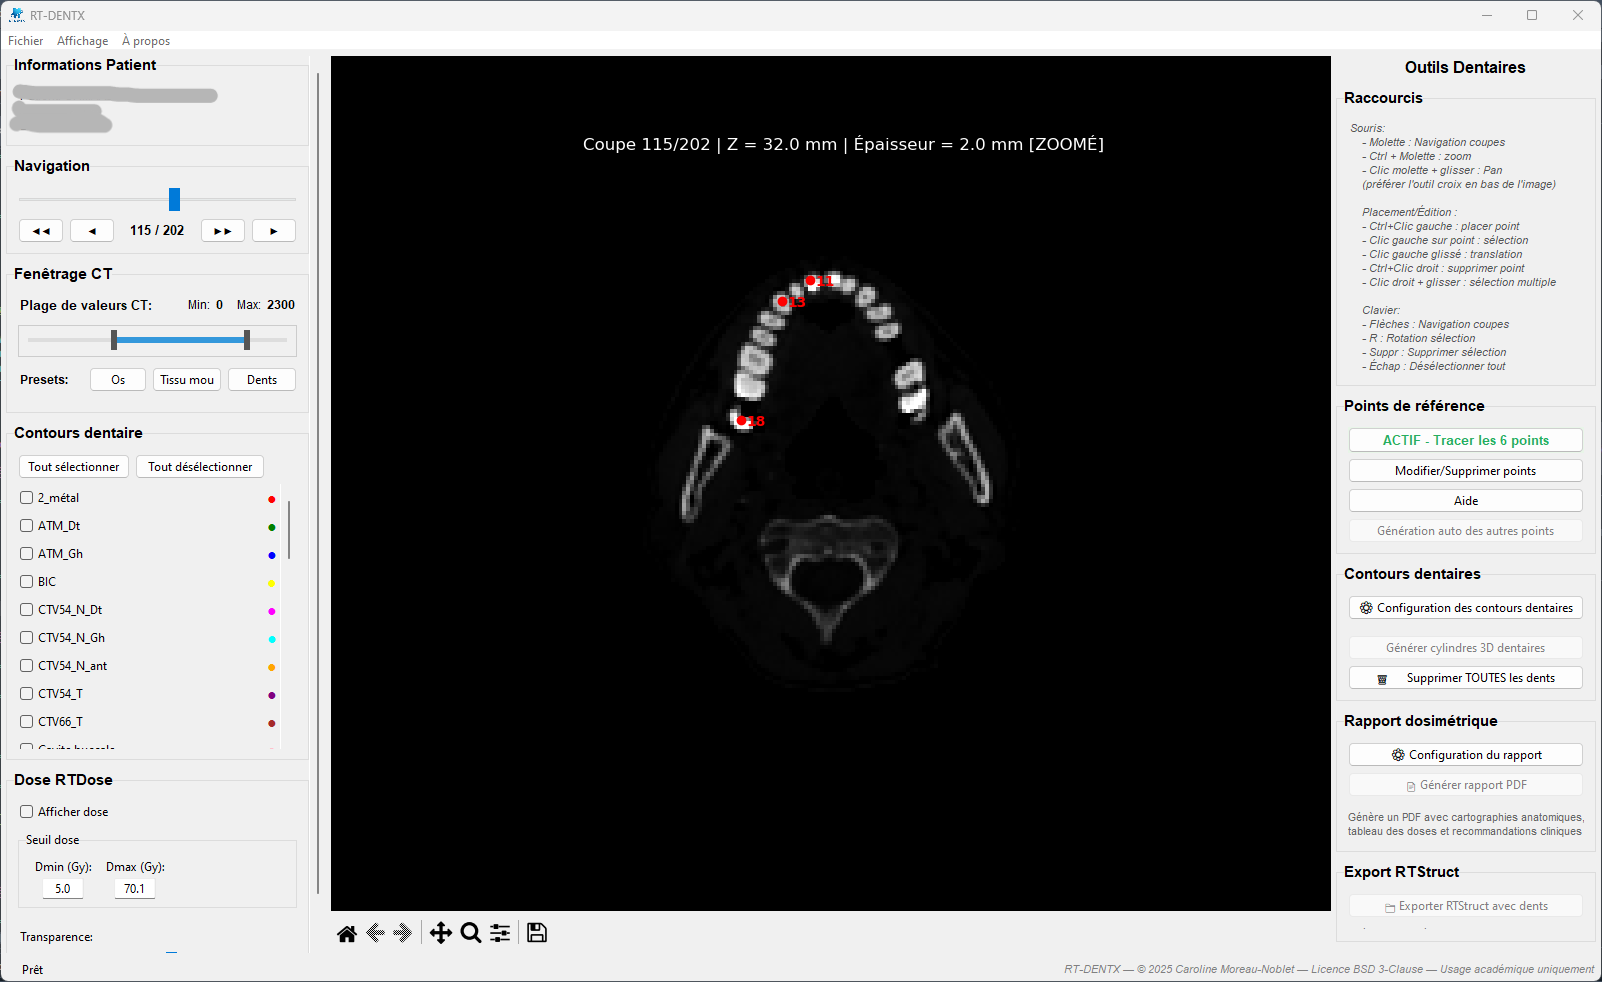 RT-DENTX
Fichier Affichage À propos
Informations Patient
Navigation
115 / 202
Fenêtrage CT
Plage de valeurs CT: Min: 0 Max: 2300
Presets: Os Tissu mou Dents
Contours dentaire
Tout sélectionner Tout désélectionner
2_métal
ATM_Dt
ATM_Gh
BIC
CTV54_N_Dt
CTV54_N_Gh
CTV54_N_ant
CTV54_T
CTV66_T
Dose RTDose
Afficher dose
Seuil dose
Dmin (Gy): Dmax (Gy):
5.0 70.1
Transparence:
Prêt
Coupe 115/202 | Z = 32.0 mm | Épaisseur = 2.0 mm [ZOOMÉ]
11
13
18
Outils Dentaires
Raccourcis
Souris:
- Molette : Navigation coupes
- Ctrl + Molette : zoom
- Clic molette + glisser : Pan
(préférer l'outil croix en bas de l'image)
Placement/Édition :
- Ctrl+Clic gauche : placer point
- Clic gauche sur point : sélection
- Clic gauche glissé : translation
- Ctrl+Clic droit : supprimer point
- Clic droit + glisser : sélection multiple
Clavier:
- Flèches : Navigation coupes
- R : Rotation sélection
- Suppr : Supprimer sélection
- Échap : Désélectionner tout
Points de référence
ACTIF - Tracer les 6 points
Modifier/Supprimer points
Aide
Génération auto des autres points
Contours dentaires
Configuration des contours dentaires
Générer cylindres 3D dentaires
Supprimer TOUTES les dents
Rapport dosimétrique
Configuration du rapport
Générer rapport PDF
Génère un PDF avec cartographies anatomiques,
tableau des doses et recommandations cliniques
Export RTStruct
Exporter RTStruct avec dents
RT-DENTX — © 2025 Caroline Moreau-Noblet — Licence BSD 3-Clause — Usage académique uniquement